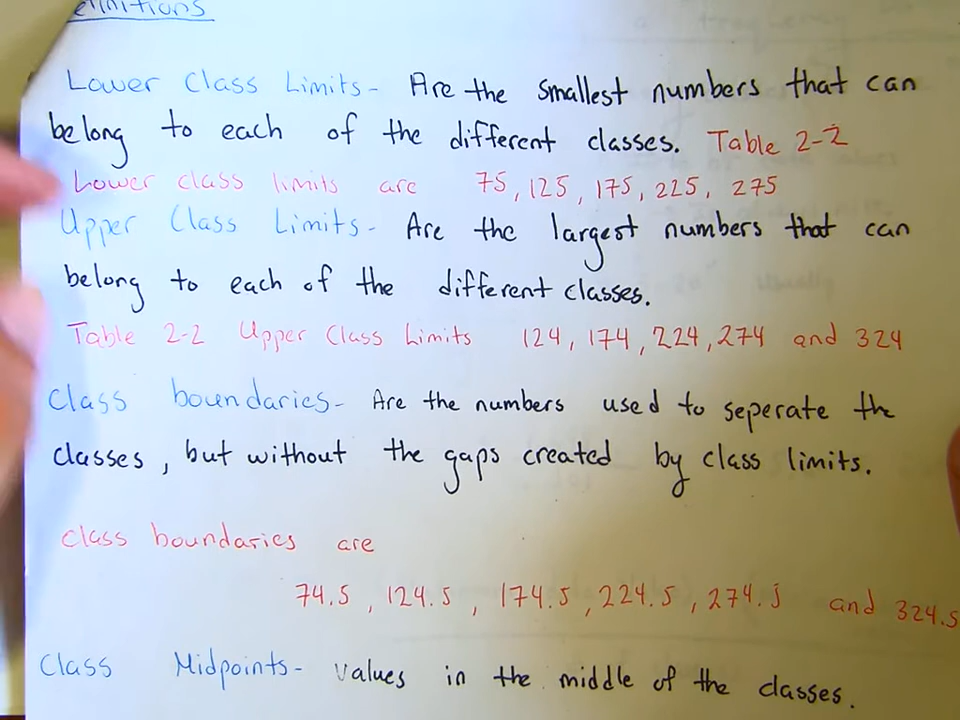 Definitions
Lower Class Limits - Are the smallest numbers that can
belong to each of the different classes. Table 2-2
Lower class limits are 75, 125, 175, 225, 275
Upper Class Limits - Are the largest numbers that can
belong to each of the different classes.
Table 2-2 Upper Class Limits 124, 174, 224, 274 and 324
Class boundaries - Are the numbers used to seperate the
classes, but without the gaps created by class limits.
Class boundaries are
74.5, 124.5, 174.5, 224.5, 274.5 and 324.5
Class Midpoints - Values in the middle of the classes.